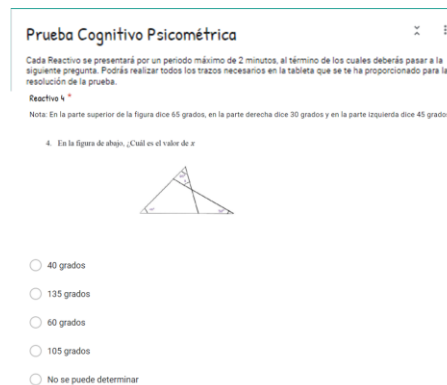 Prueba Cognitivo Psicométrica
Cada Reactivo se presentará por un periodo máximo de 2 minutos, al término de los cuales deberás pasar a la
siguiente pregunta. Podrás realizar todos los trazos necesarios en la tableta que se te ha proporcionado para la
resolución de la prueba.
Reactivo 4 *
Nota: En la parte superior de la figura dice 65 grados, en la parte derecha dice 30 grados y en la parte izquierda dice 45 grado
4. En la figura de abajo, ¿Cuál es el valor de x
40 grados
135 grados
60 grados
105 grados
No se puede determinar